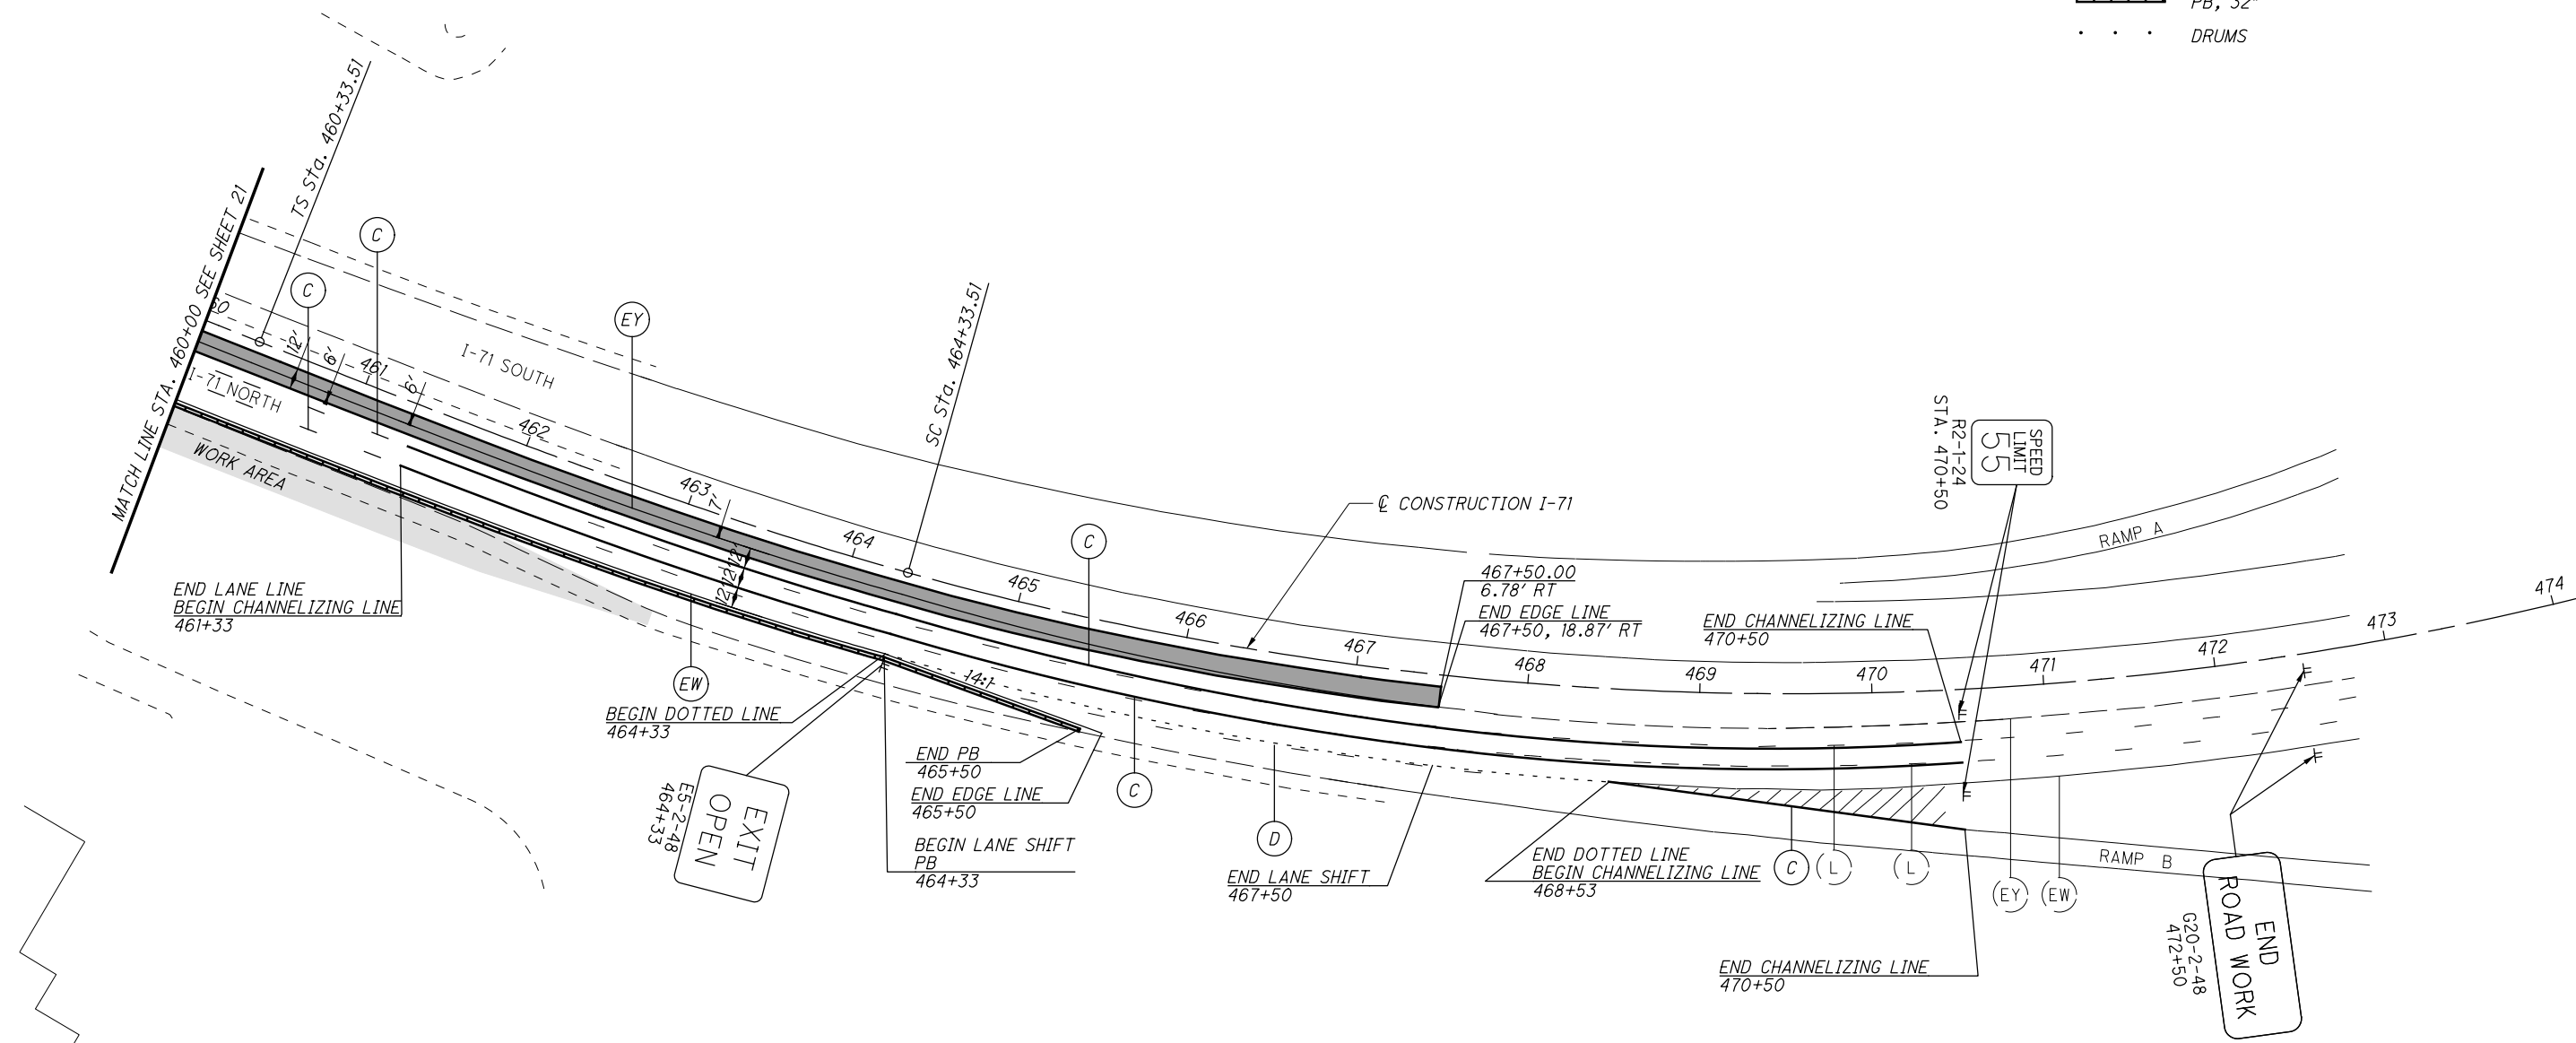 PB, 32"
DRUMS
TS Sta. 460+33.51
MATCH LINE STA. 460+00 SEE SHEET 21
C
C
EY
I-71 SOUTH
I-71 NORTH
12'
6'
461
6'
462
463
7'
464
465
466
467
468
469
470
471
472
473
474
SC Sta. 464+33.51
WORK AREA
12'
12'
12'
C
℄ CONSTRUCTION I-71
467+50.00
6.78' RT
END EDGE LINE
467+50, 18.87' RT
END CHANNELIZING LINE
470+50
SPEED
LIMIT
55
R2-1-24
STA. 470+50
RAMP A
END LANE LINE
BEGIN CHANNELIZING LINE
461+33
EW
BEGIN DOTTED LINE
464+33
14:1
END PB
465+50
END EDGE LINE
465+50
BEGIN LANE SHIFT
PB
464+33
EXIT
OPEN
E5-2-48
464+33
C
D
END LANE SHIFT
467+50
END DOTTED LINE
BEGIN CHANNELIZING LINE
468+53
C
L
L
EY
EW
RAMP B
END
ROAD WORK
G20-2-48
472+50
END CHANNELIZING LINE
470+50